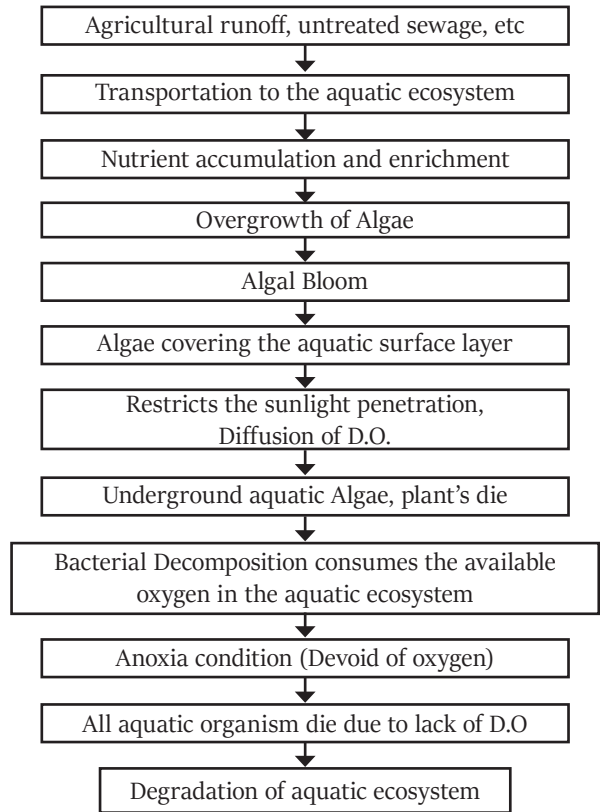 Agricultural runoff, untreated sewage, etc
Transportation to the aquatic ecosystem
Nutrient accumulation and enrichment
Overgrowth of Algae
Algal Bloom
Algae covering the aquatic surface layer
Restricts the sunlight penetration,
Diffusion of D.O.
Underground aquatic Algae, plant's die
Bacterial Decomposition consumes the available
oxygen in the aquatic ecosystem
Anoxia condition (Devoid of oxygen)
All aquatic organism die due to lack of D.O
Degradation of aquatic ecosystem